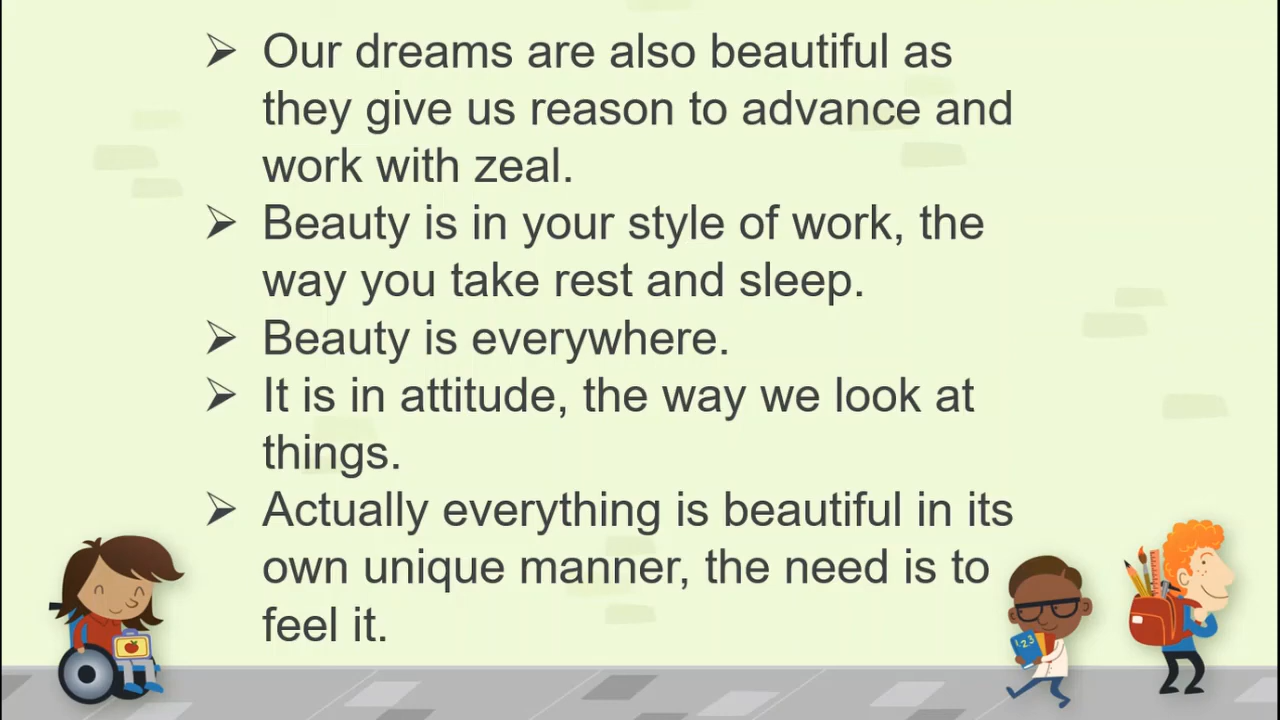 ➢ Our dreams are also beautiful as
they give us reason to advance and
work with zeal.
➢ Beauty is in your style of work, the
way you take rest and sleep.
➢ Beauty is everywhere.
➢ It is in attitude, the way we look at
things.
➢ Actually everything is beautiful in its
own unique manner, the need is to
feel it.
123